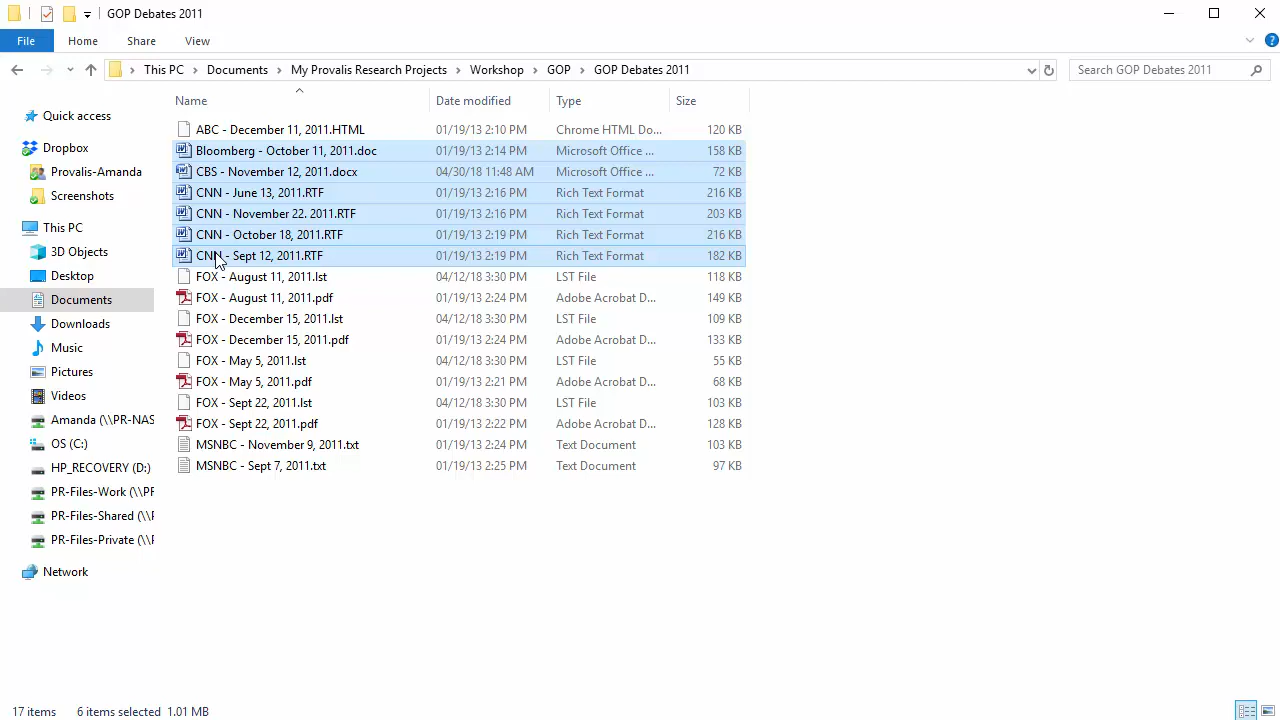 GOP Debates 2011
File Home Share View
This PC Documents My Provalis Research Projects Workshop GOP GOP Debates 2011 Search GOP Debates 2011
Name Date modified Type Size
Quick access
Dropbox
Provalis-Amanda
Screenshots
This PC
3D Objects
Desktop
Documents
Downloads
Music
Pictures
Videos
Amanda (\\PR-NAS
OS (C:)
HP_RECOVERY (D:)
PR-Files-Work (\\PF
PR-Files-Shared (\\F
PR-Files-Private (\\F
Network
ABC - December 11, 2011.HTML 01/19/13 2:10 PM Chrome HTML Do... 120 KB
Bloomberg - October 11, 2011.doc 01/19/13 2:14 PM Microsoft Office ... 158 KB
CBS - November 12, 2011.docx 04/30/18 11:48 AM Microsoft Office ... 72 KB
CNN - June 13, 2011.RTF 01/19/13 2:16 PM Rich Text Format 216 KB
CNN - November 22. 2011.RTF 01/19/13 2:16 PM Rich Text Format 203 KB
CNN - October 18, 2011.RTF 01/19/13 2:19 PM Rich Text Format 216 KB
CNN - Sept 12, 2011.RTF 01/19/13 2:19 PM Rich Text Format 182 KB
FOX - August 11, 2011.lst 04/12/18 3:30 PM LST File 118 KB
FOX - August 11, 2011.pdf 01/19/13 2:24 PM Adobe Acrobat D... 149 KB
FOX - December 15, 2011.lst 04/12/18 3:30 PM LST File 109 KB
FOX - December 15, 2011.pdf 01/19/13 2:24 PM Adobe Acrobat D... 133 KB
FOX - May 5, 2011.lst 04/12/18 3:30 PM LST File 55 KB
FOX - May 5, 2011.pdf 01/19/13 2:21 PM Adobe Acrobat D... 68 KB
FOX - Sept 22, 2011.lst 04/12/18 3:30 PM LST File 103 KB
FOX - Sept 22, 2011.pdf 01/19/13 2:22 PM Adobe Acrobat D... 128 KB
MSNBC - November 9, 2011.txt 01/19/13 2:24 PM Text Document 103 KB
MSNBC - Sept 7, 2011.txt 01/19/13 2:25 PM Text Document 97 KB
17 items 6 items selected 1.01 MB